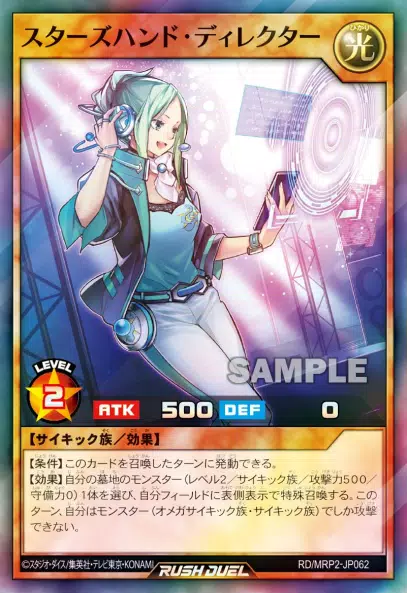 スターズハンド・ディレクター
ひかり
光
SAMPLE
LEVEL
2
ATK 500 DEF 0
【サイキック族／効果】
【条件】このカードを召喚したターンに発動できる。
【効果】自分の墓地のモンスター(レベル2／サイキック族／攻撃力500／
守備力0)1体を選び、自分フィールドに表側表示で特殊召喚する。このター
ン、自分はモンスター(オメガサイキック族・サイキック族)でしか攻撃
できない。
©スタジオ・ダイス/集英社・テレビ東京・KONAMI
RUSH DUEL
RD/MRP2-JP062